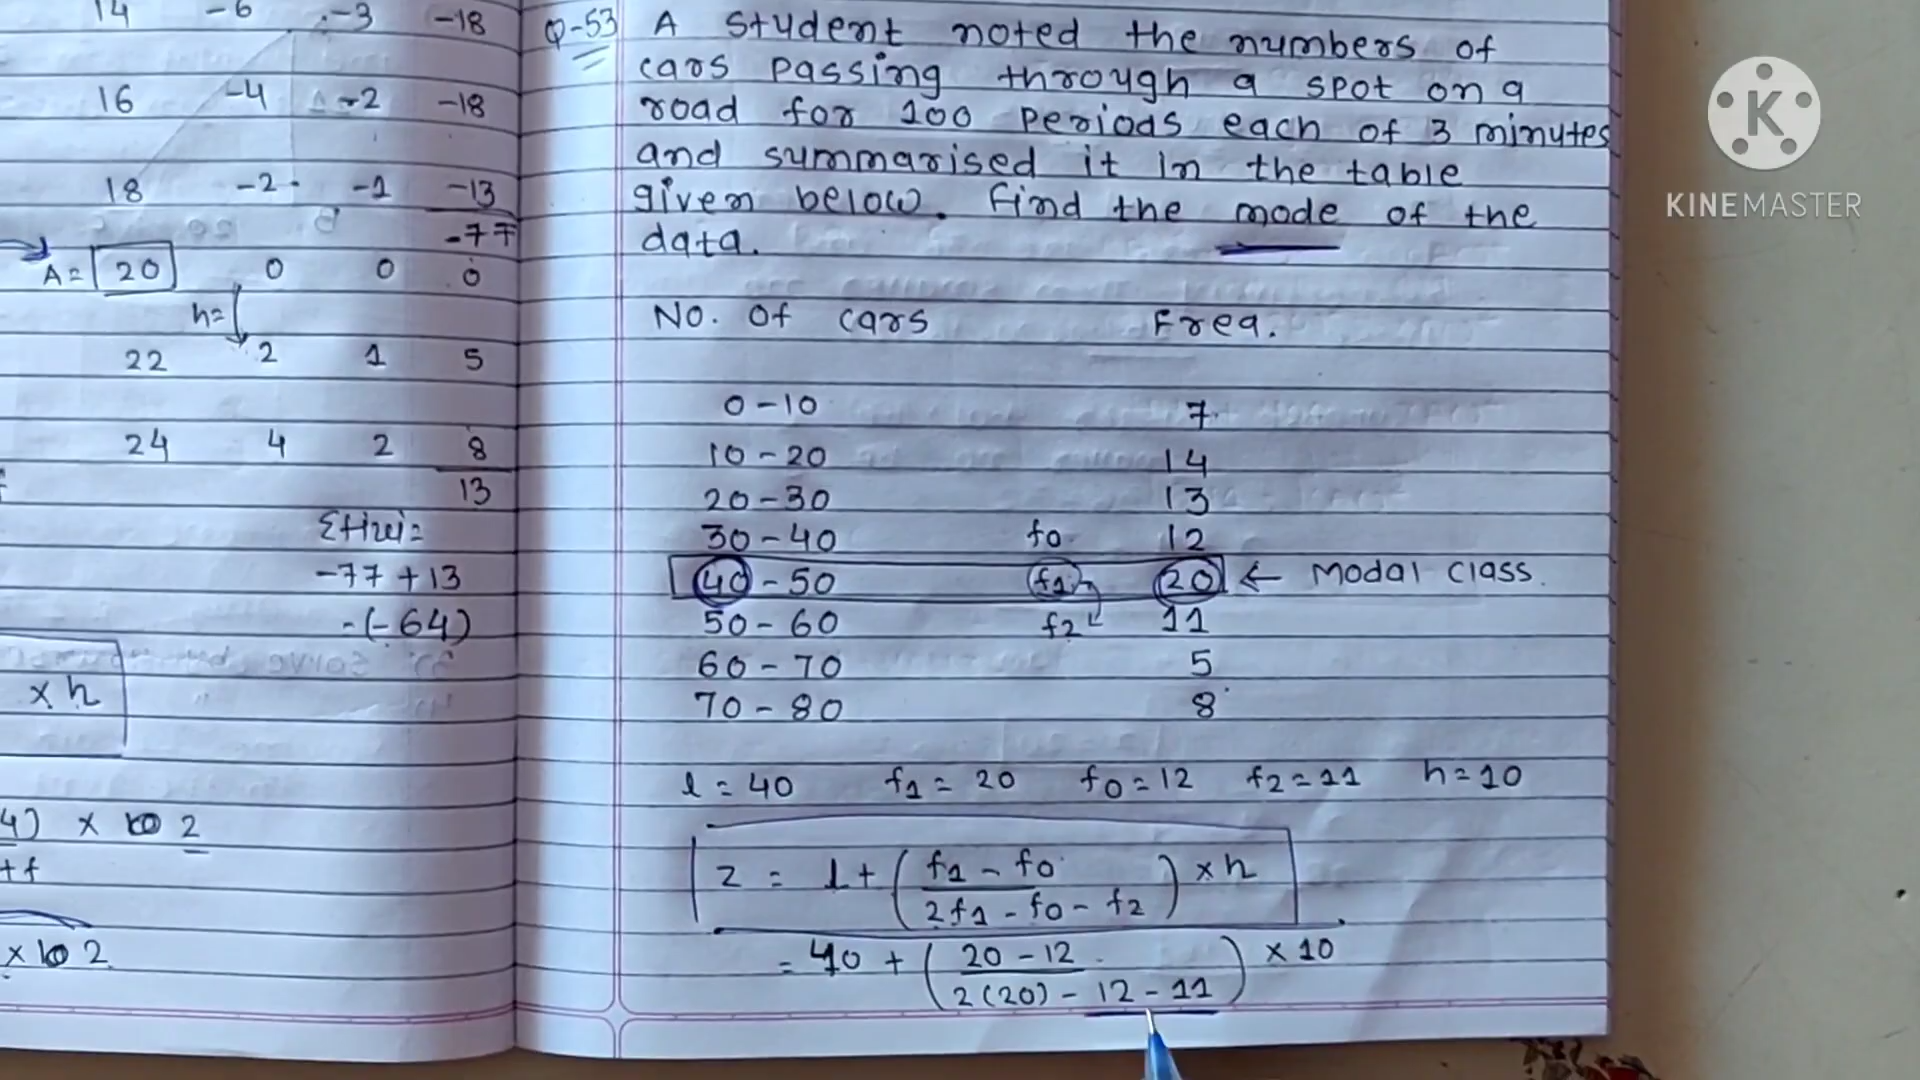 14 -6 -3 -18
16 -4 -2 -18
18 -2 -1 -13
-77
A = 20 0 0 0
h=
22 2 1 5
24 4 2 8
13
-77 + 13
-(-64)
x h
4) x 2
+f
x 10 2
Q-53 A Student noted the numbers of
cars passing through a spot on a
road for 100 periods each of 3 minutes
and summarised it in the table
given below. Find the mode of the
data.
No. of cars Freq.
0-10 7
10-20 14
20-30 13
30-40 f0 12
40-50 f1 20 ← Modal class.
50-60 f2 11
60-70 5
70-80 8
l = 40 f1 = 20 f0 = 12 f2 = 11 h = 10
z = l + (f1 - f0 / 2f1 - f0 - f2) x h
= 40 + (20 - 12 / 2(20) - 12 - 11) x 10
K
KINEMASTER